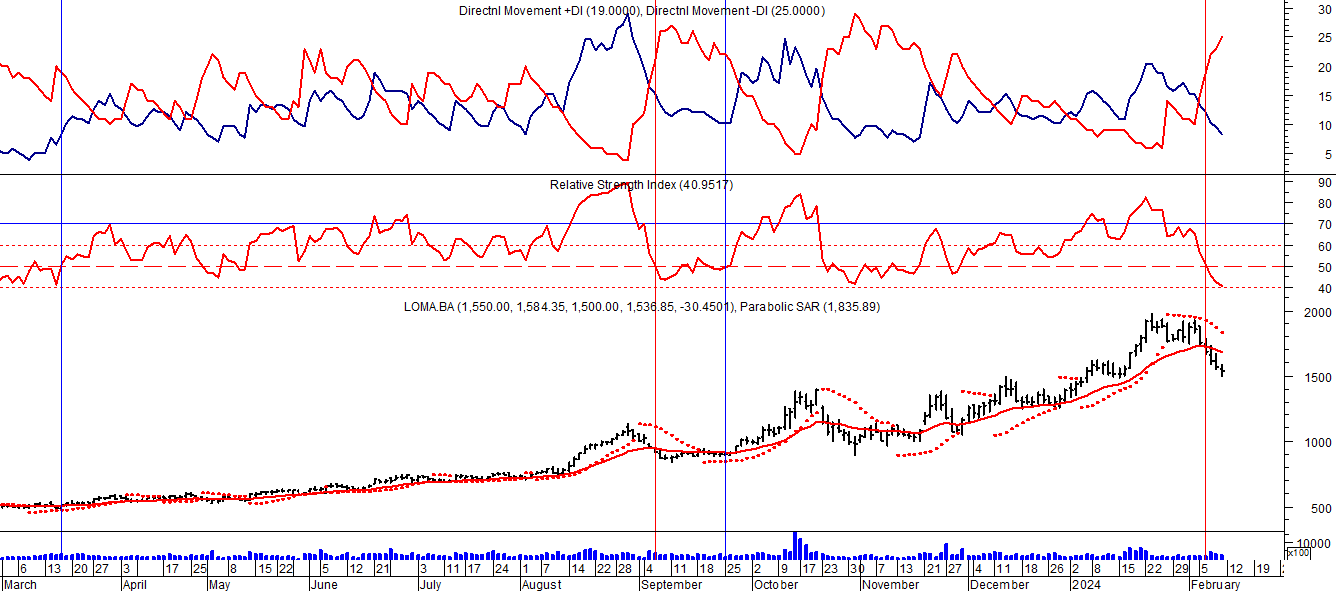 Directnl Movement +DI (19.0000), Directnl Movement -DI (25.0000)
30
25
20
15
10
5
Relative Strength Index (40.9517)
90
80
70
60
50
40
LOMA.BA (1,550.00, 1,584.35, 1,500.00, 1,536.85, -30.4501), Parabolic SAR (1,835.89)
2000
1500
1000
500
10000
x100
6 13 20 27 3 17 25 8 15 22 5 12 21 3 11 17 24 1 7 14 22 28 4 11 18 25 2 9 17 23 30 7 13 21 27 4 11 18 26 2 8 15 22 29 5 12 19
March April May June July August September October November December 2024 February